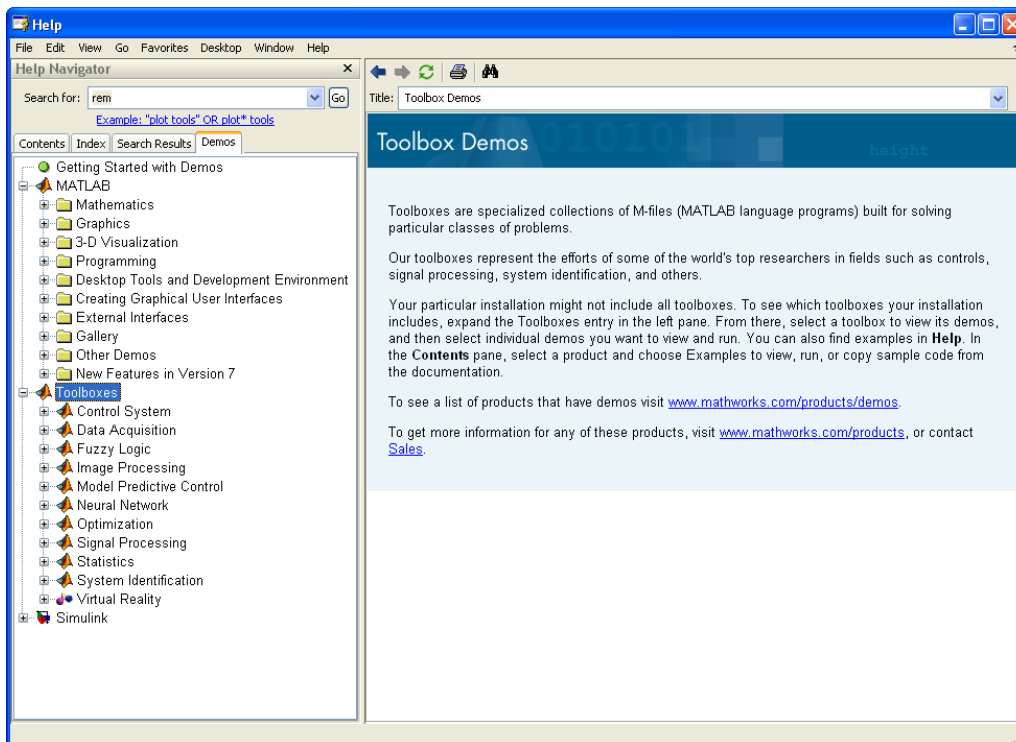 Help
File Edit View Go Favorites Desktop Window Help
Help Navigator
Search for: rem Go
Example: "plot tools" OR plot* tools
Contents Index Search Results Demos
Getting Started with Demos
MATLAB
Mathematics
Graphics
3-D Visualization
Programming
Desktop Tools and Development Environment
Creating Graphical User Interfaces
External Interfaces
Gallery
Other Demos
New Features in Version 7
Toolboxes
Control System
Data Acquisition
Fuzzy Logic
Image Processing
Model Predictive Control
Neural Network
Optimization
Signal Processing
Statistics
System Identification
Virtual Reality
Simulink
Title: Toolbox Demos
Toolbox Demos 010101 height
Toolboxes are specialized collections of M-files (MATLAB language programs) built for solving
particular classes of problems.
Our toolboxes represent the efforts of some of the world's top researchers in fields such as controls,
signal processing, system identification, and others.
Your particular installation might not include all toolboxes. To see which toolboxes your installation
includes, expand the Toolboxes entry in the left pane. From there, select a toolbox to view its demos,
and then select individual demos you want to view and run. You can also find examples in Help. In
the Contents pane, select a product and choose Examples to view, run, or copy sample code from
the documentation.
To see a list of products that have demos visit www.mathworks.com/products/demos.
To get more information for any of these products, visit www.mathworks.com/products, or contact
Sales.